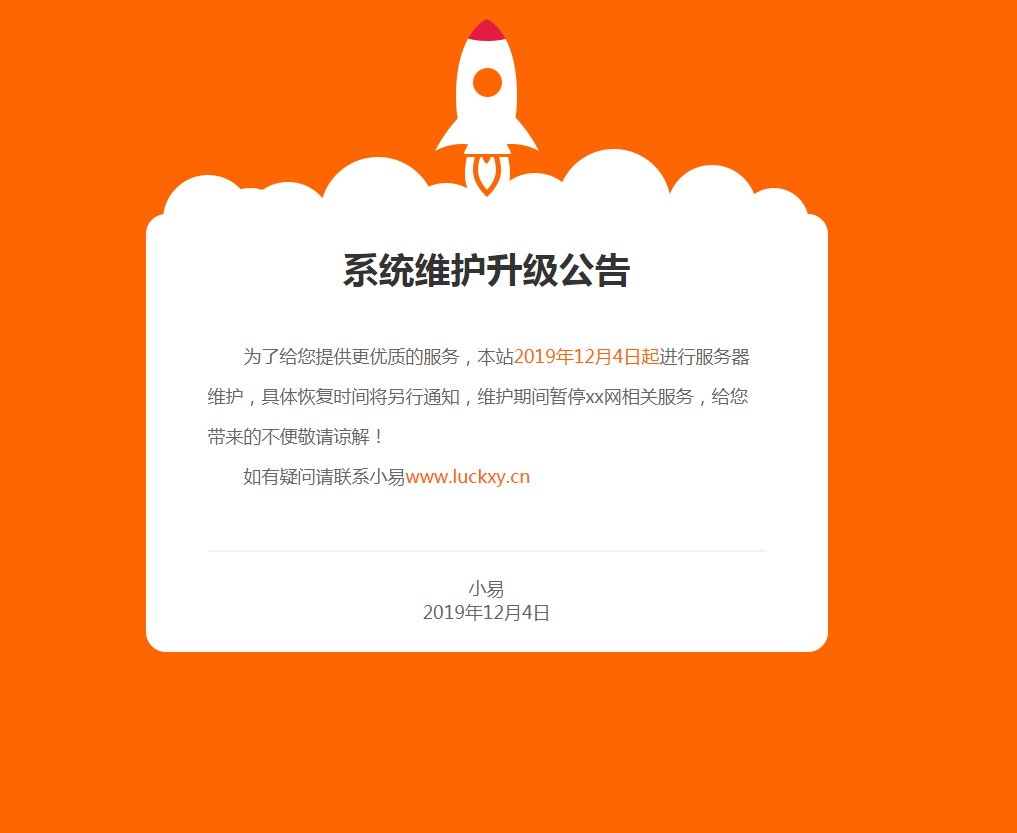 系统维护升级公告
为了给您提供更优质的服务，本站2019年12月4日起进行服务器
维护，具体恢复时间将另行通知，维护期间暂停xx网相关服务，给您
带来的不便敬请谅解！
如有疑问请联系小易www.luckxy.cn
小易
2019年12月4日